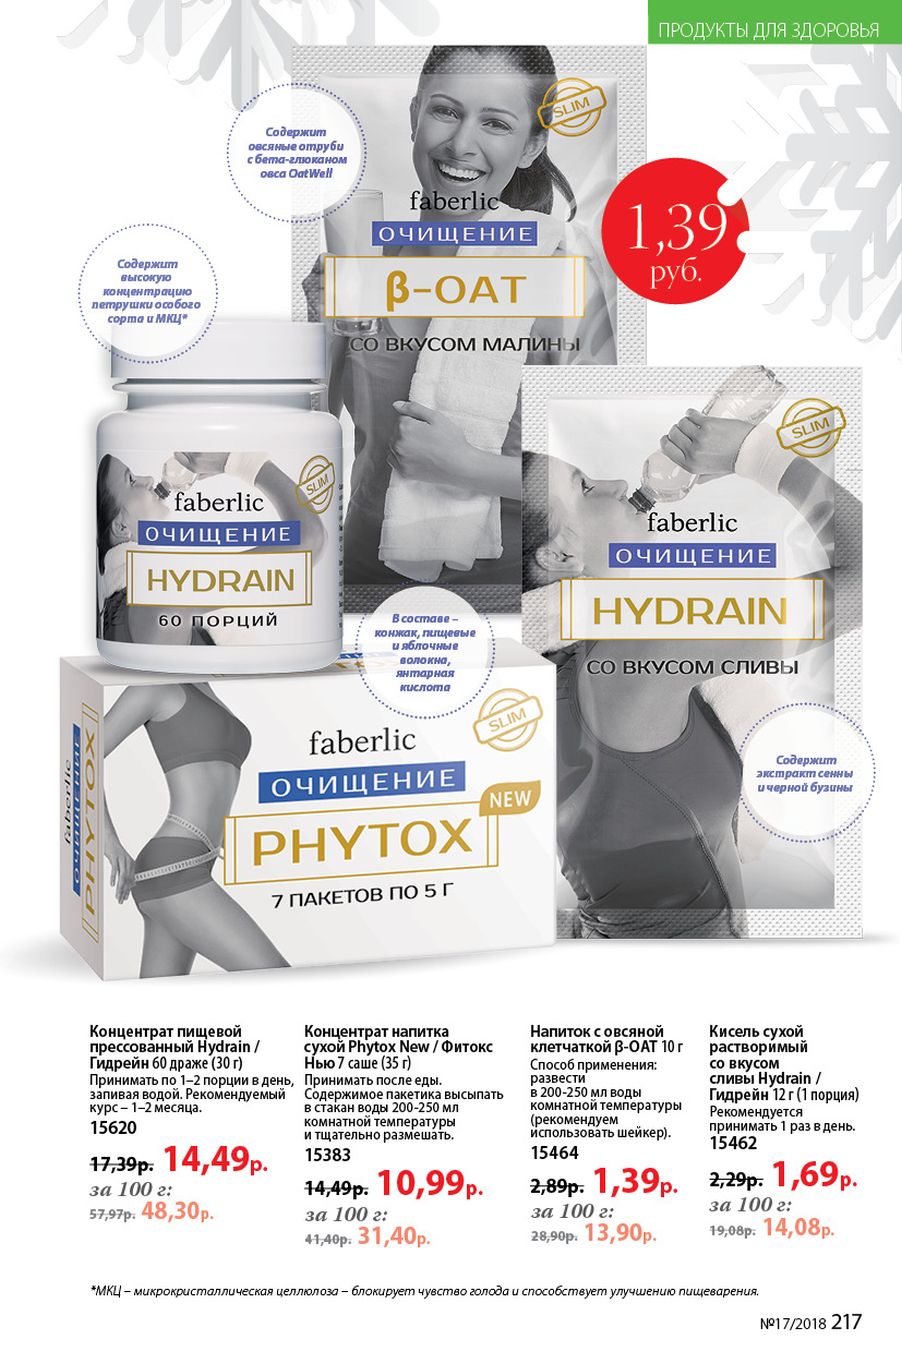 ПРОДУКТЫ ДЛЯ ЗДОРОВЬЯ
Содержит
овсяные отруби
с бета-глюканом
овса OatWell
SLIM
faberlic
ОЧИЩЕНИЕ
β-OAT
СО ВКУСОМ МАЛИНЫ
1,39
руб.
Содержит
высокую
концентрацию
петрушки особого
сорта и МКЦ*
faberlic
SLIM
ОЧИЩЕНИЕ
HYDRAIN
60 ПОРЦИЙ
SLIM
faberlic
ОЧИЩЕНИЕ
HYDRAIN
СО ВКУСОМ СЛИВЫ
В составе –
конжак, пищевые
и яблочные
волокна,
янтарная
кислота
Содержит
экстракт сенны
и черной бузины
faberlic
ОЧИЩЕНИЕ
PHYTOX
SLIM
faberlic
ОЧИЩЕНИЕ
NEW
PHYTOX
7 ПАКЕТОВ ПО 5 Г
Концентрат пищевой
прессованный Hydrain /
Гидрейн 60 драже (30 г)
Принимать по 1–2 порции в день,
запивая водой. Рекомендуемый
курс – 1–2 месяца.
15620
17,39р. 14,49р.
за 100 г:
57,97р. 48,30р.
Концентрат напитка
сухой Phytox New / Фитокс
Нью 7 саше (35 г)
Принимать после еды.
Содержимое пакетика высыпать
в стакан воды 200-250 мл
комнатной температуры
и тщательно размешать.
15383
14,49р. 10,99р.
за 100 г:
41,40р. 31,40р.
Напиток с овсяной
клетчаткой β-OAT 10 г
Способ применения:
развести
в 200-250 мл воды
комнатной температуры
(рекомендуем
использовать шейкер).
15464
2,89р. 1,39р.
за 100 г:
28,90р. 13,90р.
Кисель сухой
растворимый
со вкусом
сливы Hydrain /
Гидрейн 12 г (1 порция)
Рекомендуется
принимать 1 раз в день.
15462
2,29р. 1,69р.
за 100 г:
19,08р. 14,08р.
*МКЦ – микрокристаллическая целлюлоза – блокирует чувство голода и способствует улучшению пищеварения.
№17/2018 217